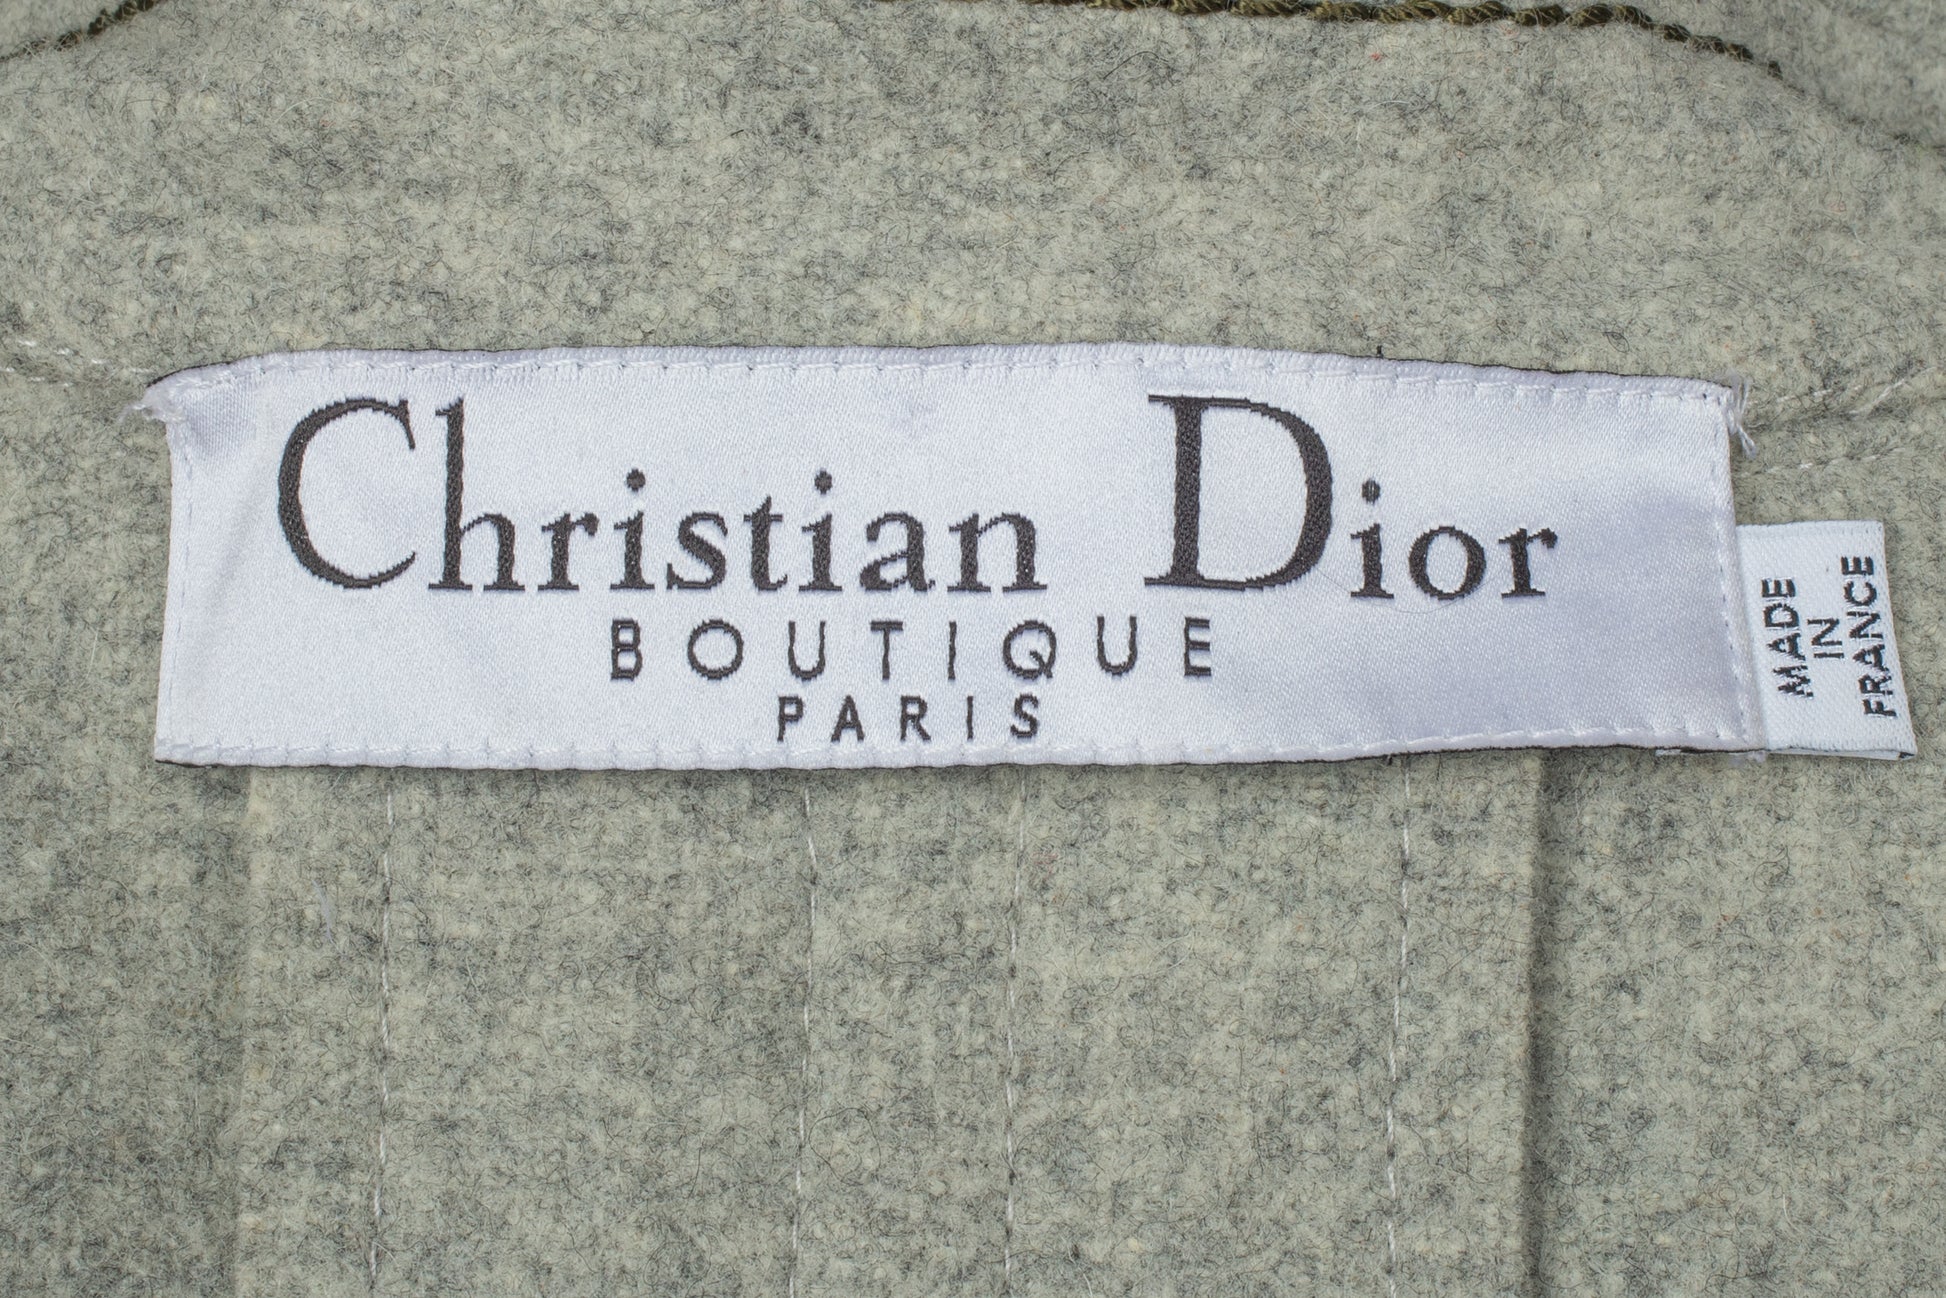 Christian Dior
BOUTIQUE
PARIS
MADE
IN
FRANCE